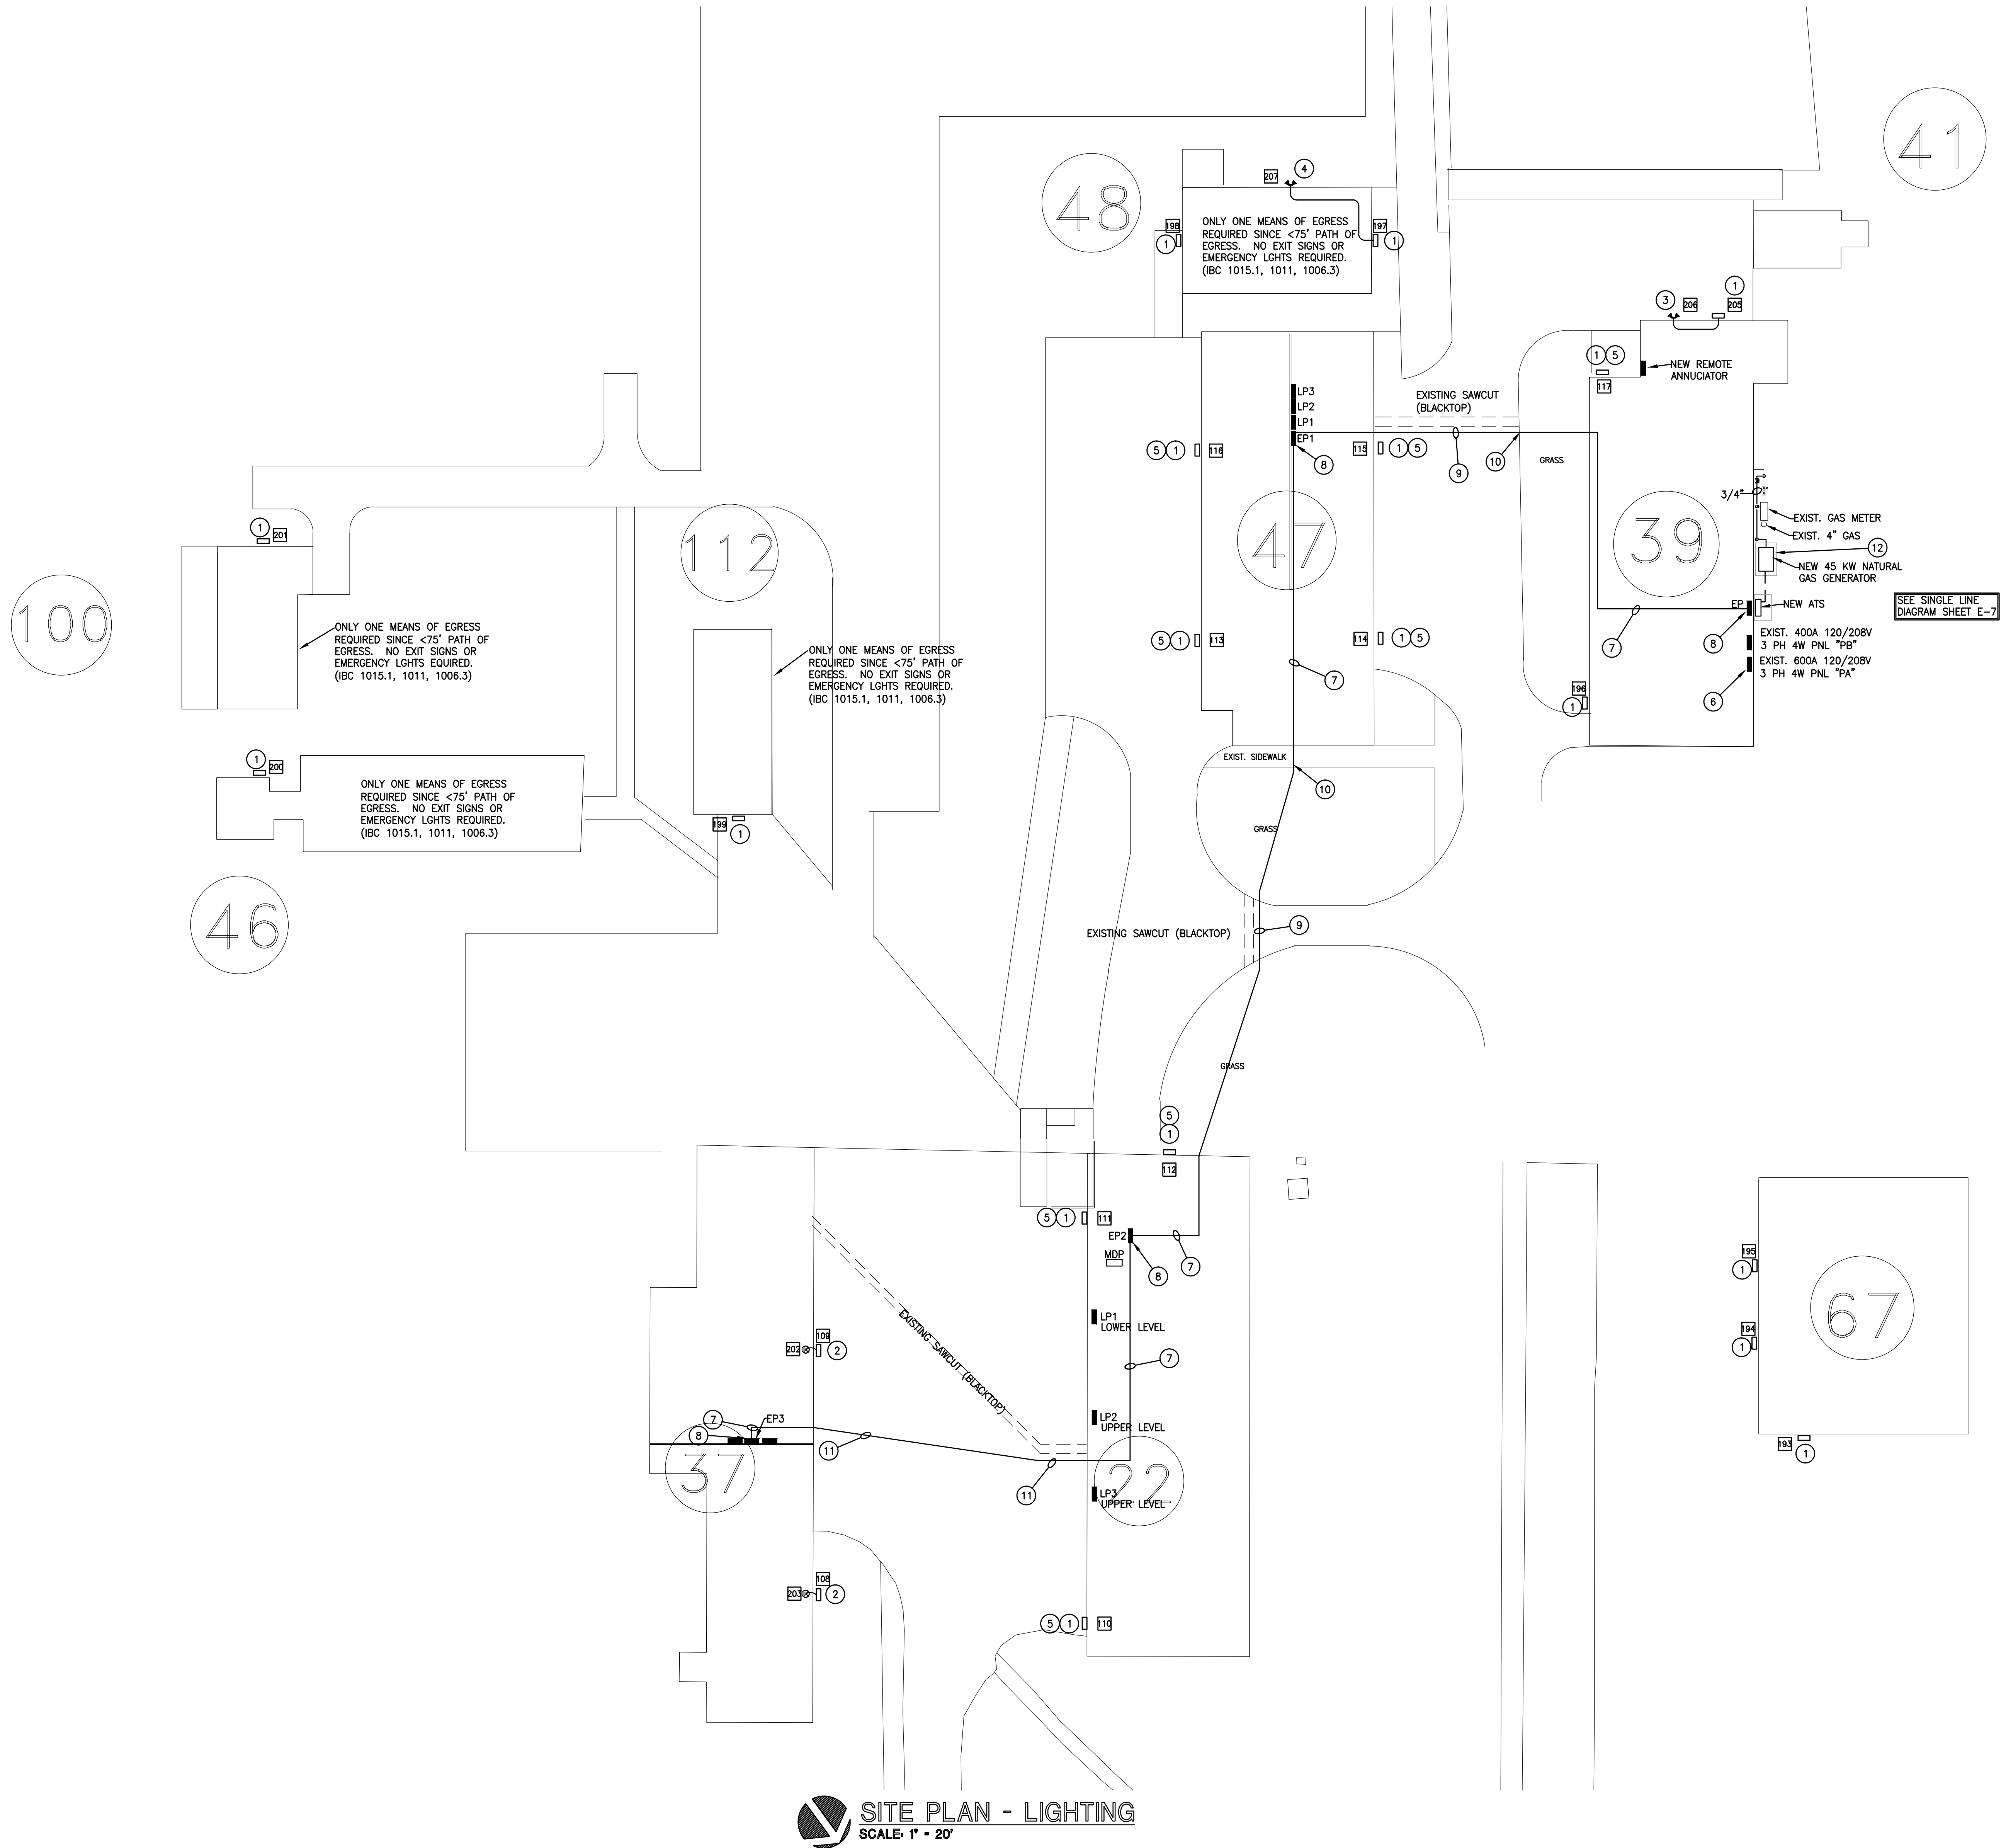 41
48
207
4
198
1
ONLY ONE MEANS OF EGRESS
REQUIRED SINCE <75' PATH OF
EGRESS. NO EXIT SIGNS OR
EMERGENCY LGHTS REQUIRED.
(IBC 1015.1, 1011, 1006.3)
197
1
3
206
1
205
1
5
117
NEW REMOTE
ANNUCIATOR
LP3
LP2
LP1
EP1
8
EXISTING SAWCUT
(BLACKTOP)
5
1
116
115
1
5
9
10
GRASS
3/4"
EXIST. GAS METER
EXIST. 4" GAS
12
NEW 45 KW NATURAL
GAS GENERATOR
1
201
112
47
39
100
EP
NEW ATS
SEE SINGLE LINE
DIAGRAM SHEET E-7
8
EXIST. 400A 120/208V
3 PH 4W PNL "PB"
EXIST. 600A 120/208V
3 PH 4W PNL "PA"
6
7
ONLY ONE MEANS OF EGRESS
REQUIRED SINCE <75' PATH OF
EGRESS. NO EXIT SIGNS OR
EMERGENCY LGHTS EQUIRED.
(IBC 1015.1, 1011, 1006.3)
ONLY ONE MEANS OF EGRESS
REQUIRED SINCE <75' PATH OF
EGRESS. NO EXIT SIGNS OR
EMERGENCY LGHTS REQUIRED.
(IBC 1015.1, 1011, 1006.3)
5
1
113
114
1
5
7
196
1
1
200
ONLY ONE MEANS OF EGRESS
REQUIRED SINCE <75' PATH OF
EGRESS. NO EXIT SIGNS OR
EMERGENCY LGHTS REQUIRED.
(IBC 1015.1, 1011, 1006.3)
199
1
EXIST. SIDEWALK
10
GRASS
46
EXISTING SAWCUT (BLACKTOP)
9
GRASS
5
1
112
5
1
111
EP2
MDP
8
7
LP1
LOWER LEVEL
EXISTING SAWCUT (BLACKTOP)
109
202
2
7
195
1
194
1
67
7
EP3
8
11
LP2
UPPER LEVEL
37
22
11
LP3
UPPER LEVEL
193
1
108
203
2
5
1
110
SITE PLAN - LIGHTING
SCALE: 1" - 20'